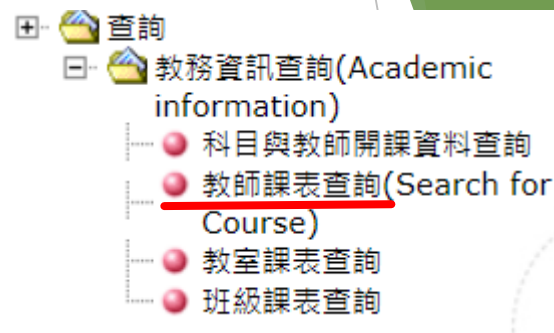 查詢
教務資訊查詢(Academic
information)
科目與教師開課資料查詢
教師課表查詢(Search for
Course)
教室課表查詢
班級課表查詢